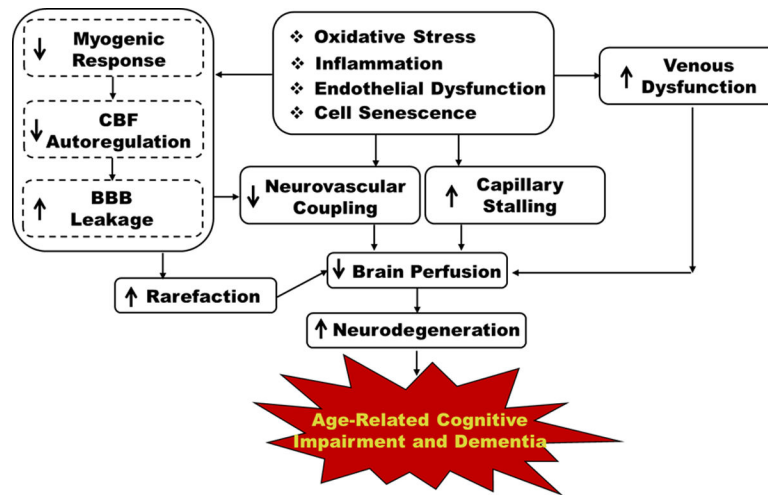 ↓ Myogenic
Response
↓ CBF
Autoregulation
↑ BBB
Leakage
❖ Oxidative Stress
❖ Inflammation
❖ Endothelial Dysfunction
❖ Cell Senescence
↑ Venous
Dysfunction
↓ Neurovascular
Coupling
↑ Capillary
Stalling
↑ Rarefaction
↓ Brain Perfusion
↑ Neurodegeneration
Age-Related Cognitive
Impairment and Dementia